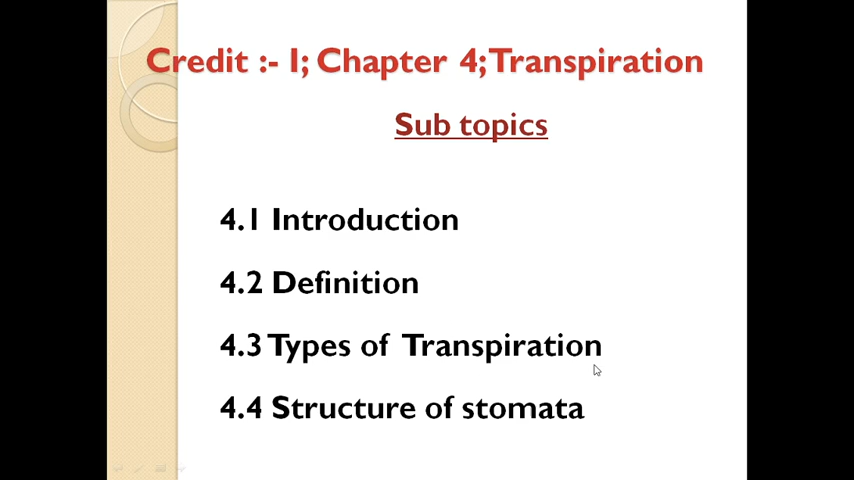 Credit :- I; Chapter 4; Transpiration
Sub topics
4.1 Introduction
4.2 Definition
4.3 Types of Transpiration
4.4 Structure of stomata